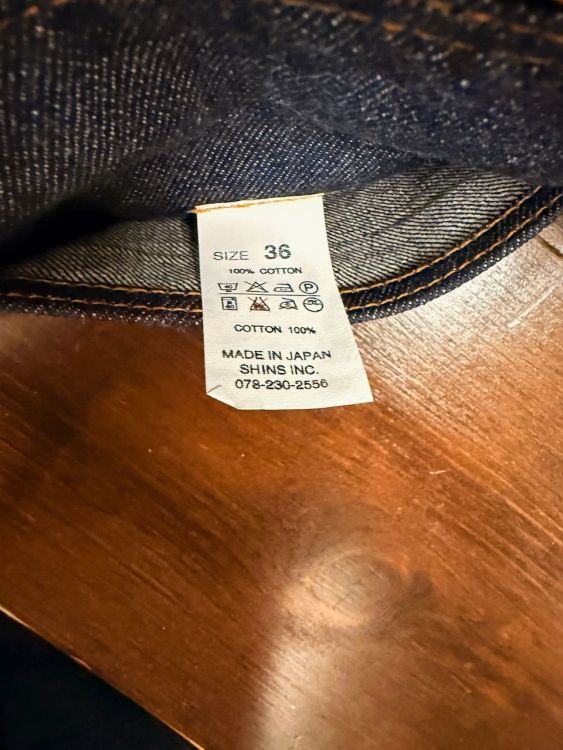 SIZE 36
100% COTTON
P
COTTON 100%
MADE IN JAPAN
SHINS INC.
078-230-2556